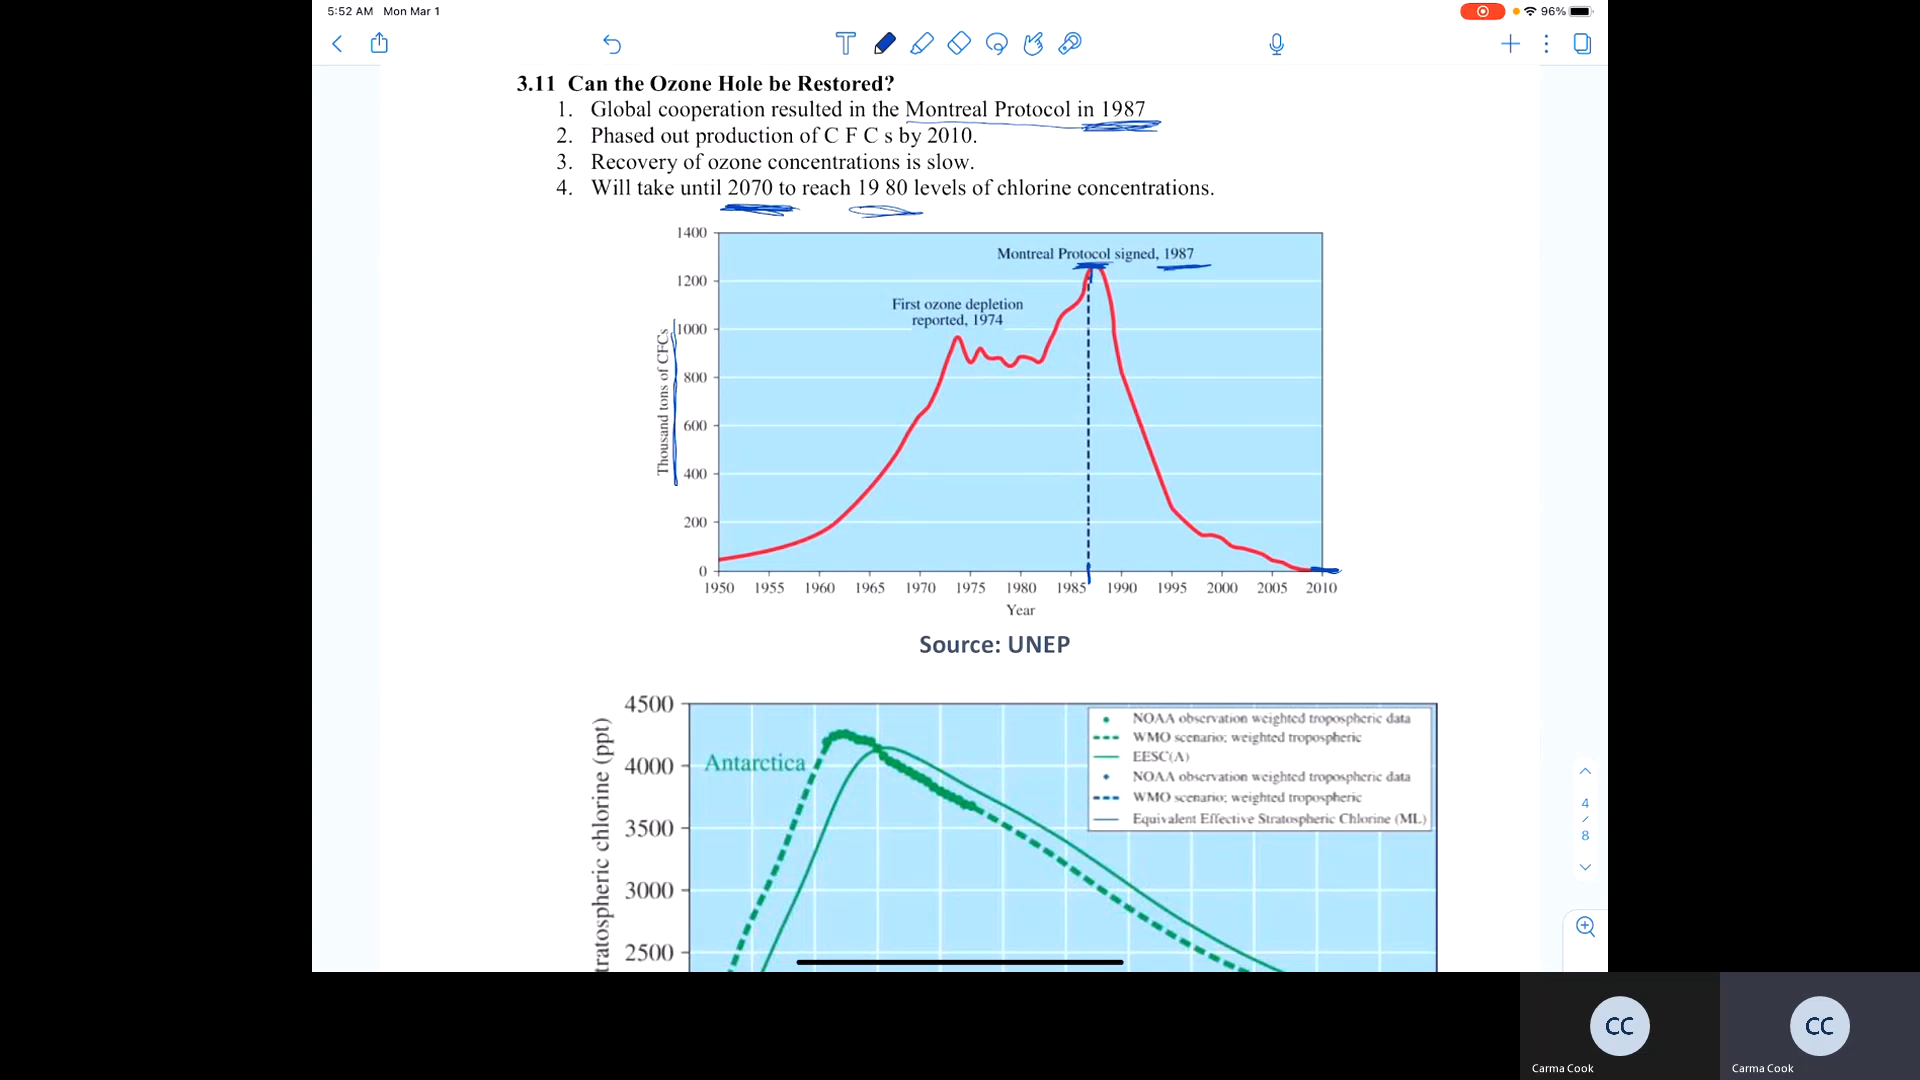 5:52 AM Mon Mar 1
96%
3.11 Can the Ozone Hole be Restored?
1. Global cooperation resulted in the Montreal Protocol in 1987
2. Phased out production of C F C s by 2010.
3. Recovery of ozone concentrations is slow.
4. Will take until 2070 to reach 19 80 levels of chlorine concentrations.
1400
Montreal Protocol signed, 1987
1200
First ozone depletion
reported, 1974
1000
Thousand tons of CFCs
800
600
400
200
0
1950 1955 1960 1965 1970 1975 1980 1985 1990 1995 2000 2005 2010
Year
Source: UNEP
4500
NOAA observation weighted tropospheric data
WMO scenario; weighted tropospheric
EESC(A)
NOAA observation weighted tropospheric data
WMO scenario; weighted tropospheric
Equivalent Effective Stratospheric Chlorine (ML)
Antarctica
4000
3500
3000
2500
tratospheric chlorine (ppt)
4
/
8
CC
Carma Cook
CC
Carma Cook